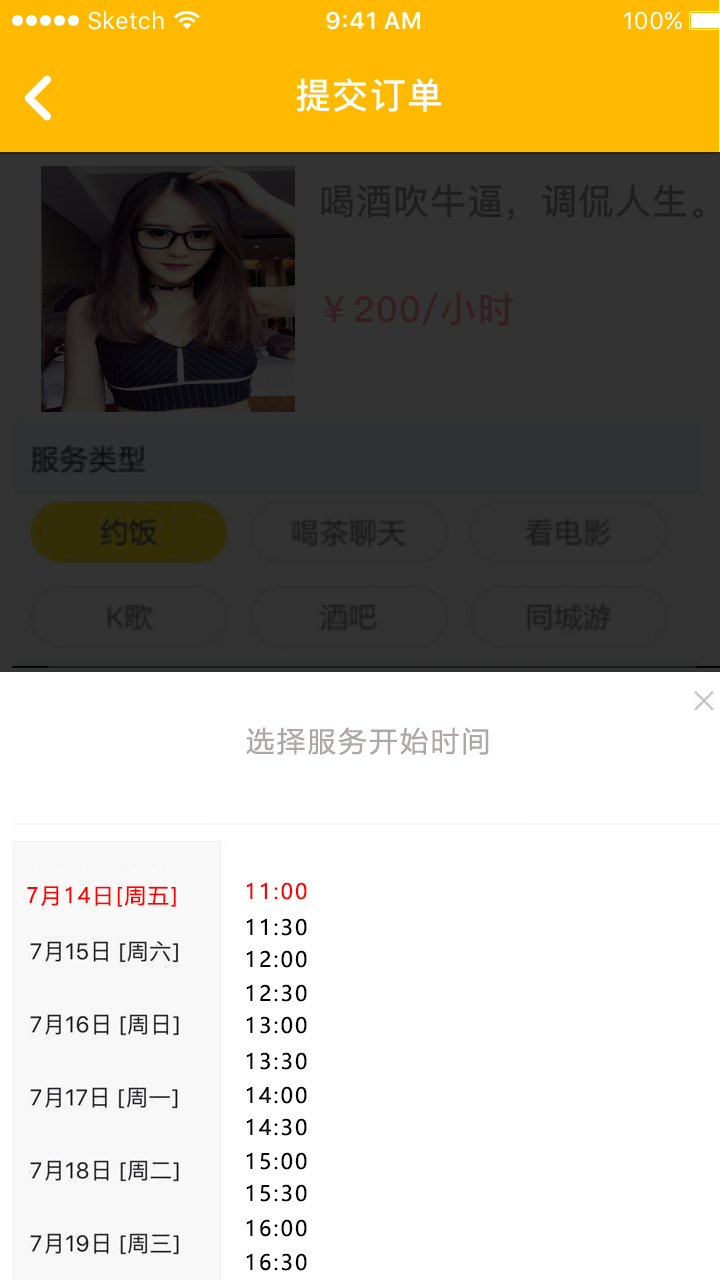 Sketch 9:41 AM 100%
提交订单
喝酒吹牛逼，调侃人生。
￥200/小时
服务类型
约饭 喝茶聊天 看电影
K歌 酒吧 同城游
选择服务开始时间
7月14日[周五]
7月15日 [周六]
7月16日 [周日]
7月17日 [周一]
7月18日 [周二]
7月19日 [周三]
11:00
11:30
12:00
12:30
13:00
13:30
14:00
14:30
15:00
15:30
16:00
16:30